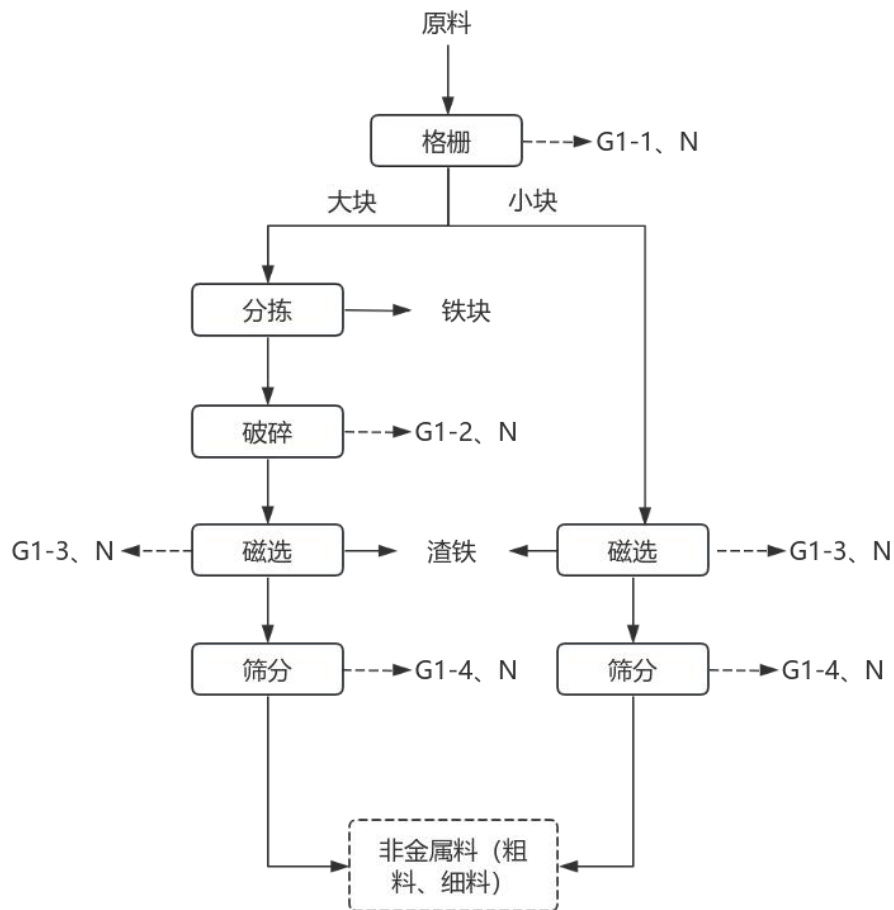 原料
格栅
G1-1、N
大块
小块
分拣
铁块
破碎
G1-2、N
G1-3、N
磁选
渣铁
磁选
G1-3、N
筛分
G1-4、N
筛分
G1-4、N
非金属料（粗
料、细料）